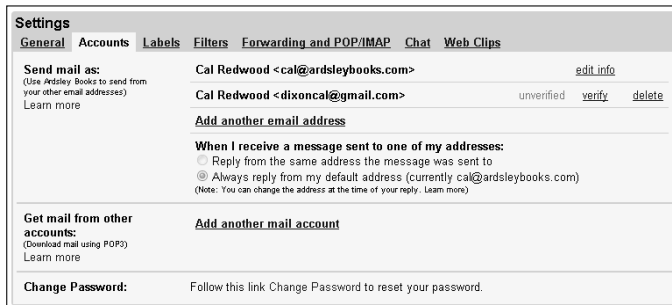 Settings
General Accounts Labels Filters Forwarding and POP/IMAP Chat Web Clips
Send mail as:
(Use Ardsley Books to send from
your other email addresses)
Learn more
Cal Redwood <cal@ardsleybooks.com> edit info
Cal Redwood <dixoncal@gmail.com> unverified verify delete
Add another email address
When I receive a message sent to one of my addresses:
Reply from the same address the message was sent to
Always reply from my default address (currently cal@ardsleybooks.com)
(Note: You can change the address at the time of your reply. Learn more)
Get mail from other
accounts:
(Download mail using POP3)
Learn more
Add another mail account
Change Password: Follow this link Change Password to reset your password.